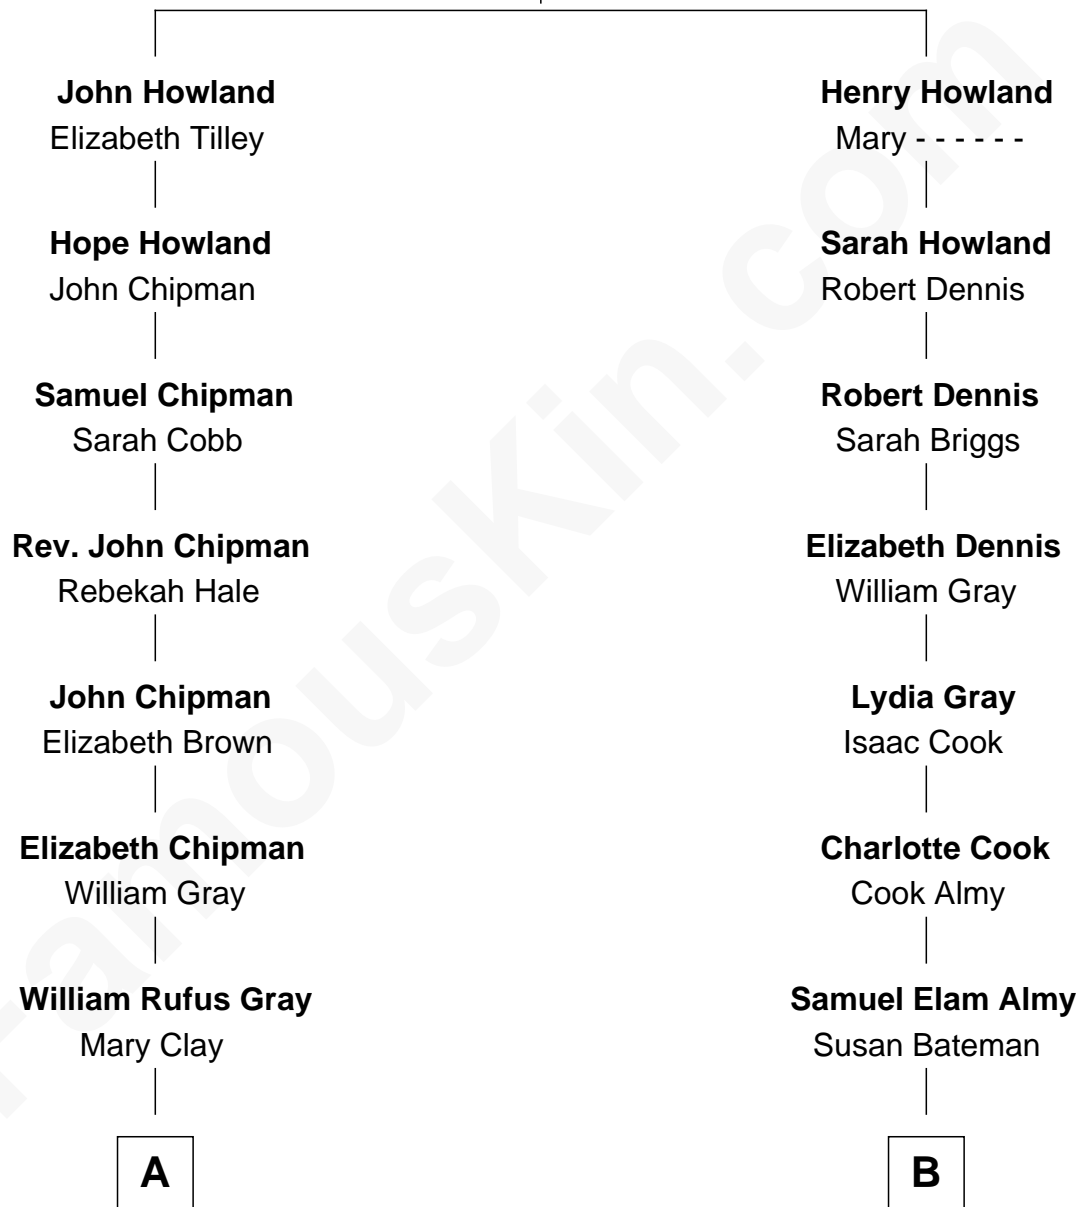 John Howland
Elizabeth Tilley
Hope Howland
John Chipman
Samuel Chipman
Sarah Cobb
Rev. John Chipman
Rebekah Hale
John Chipman
Elizabeth Brown
Elizabeth Chipman
William Gray
William Rufus Gray
Mary Clay
A
Henry Howland
Mary - - - - - -
Sarah Howland
Robert Dennis
Robert Dennis
Sarah Briggs
Elizabeth Dennis
William Gray
Lydia Gray
Isaac Cook
Charlotte Cook
Cook Almy
Samuel Elam Almy
Susan Bateman
B
FamousKin.com